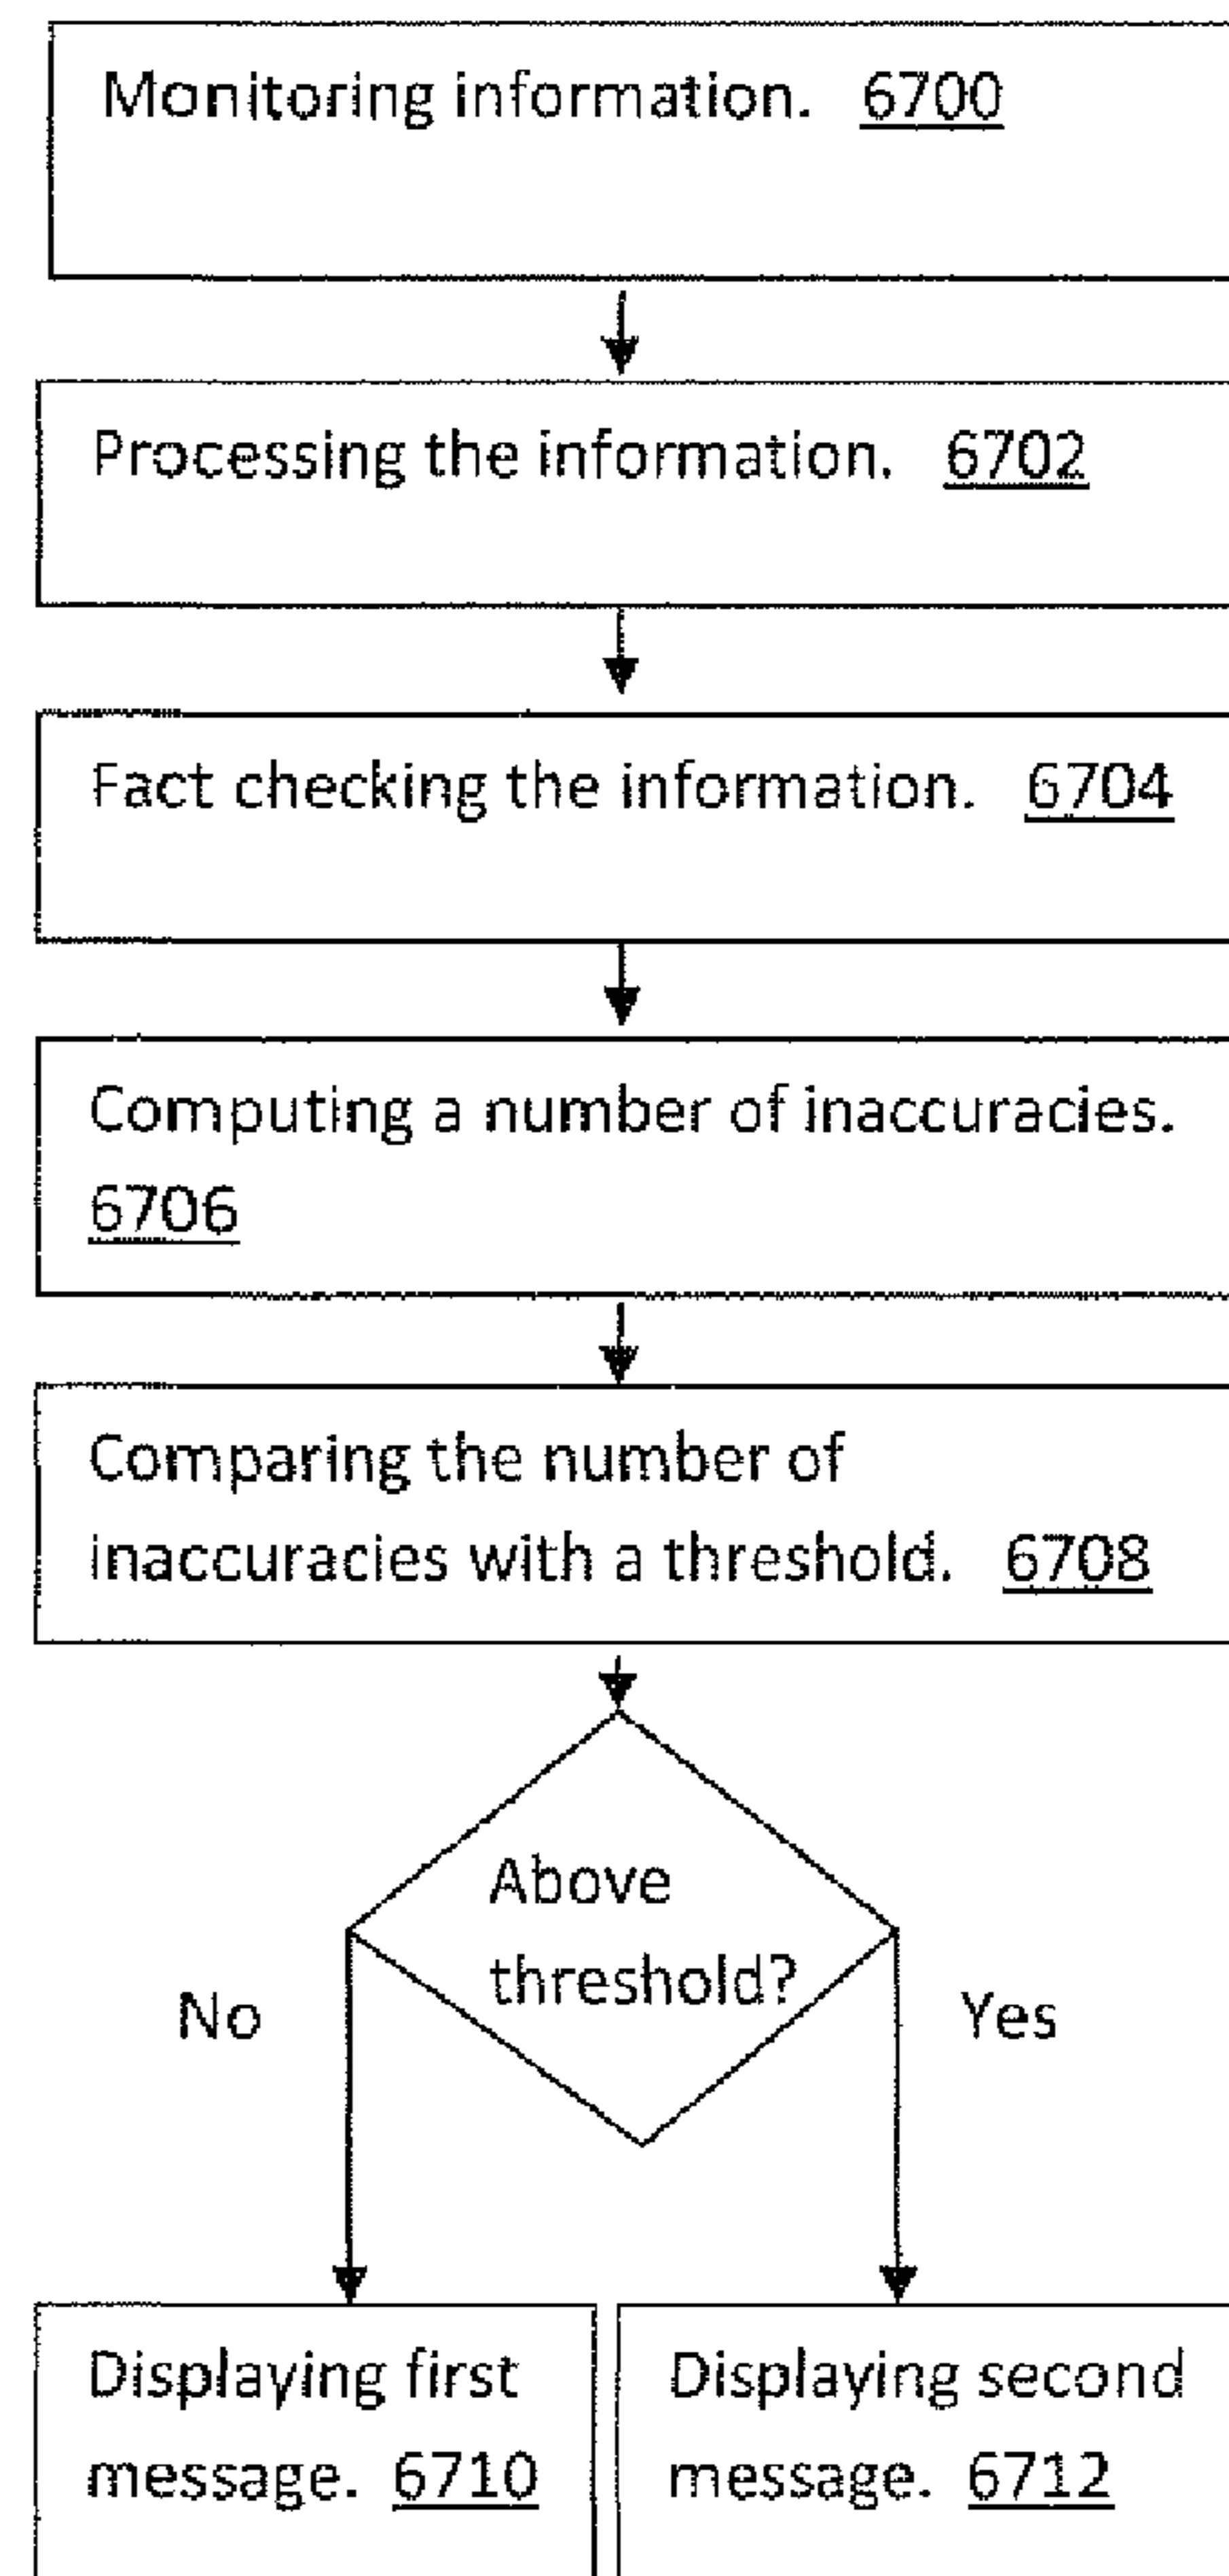 Monitoring information. 6700
Processing the information. 6702
Fact checking the information. 6704
Computing a number of inaccuracies.
6706
Comparing the number of
inaccuracies with a threshold. 6708
Above
threshold?
No
Yes
Displaying first
message. 6710
Displaying second
message. 6712